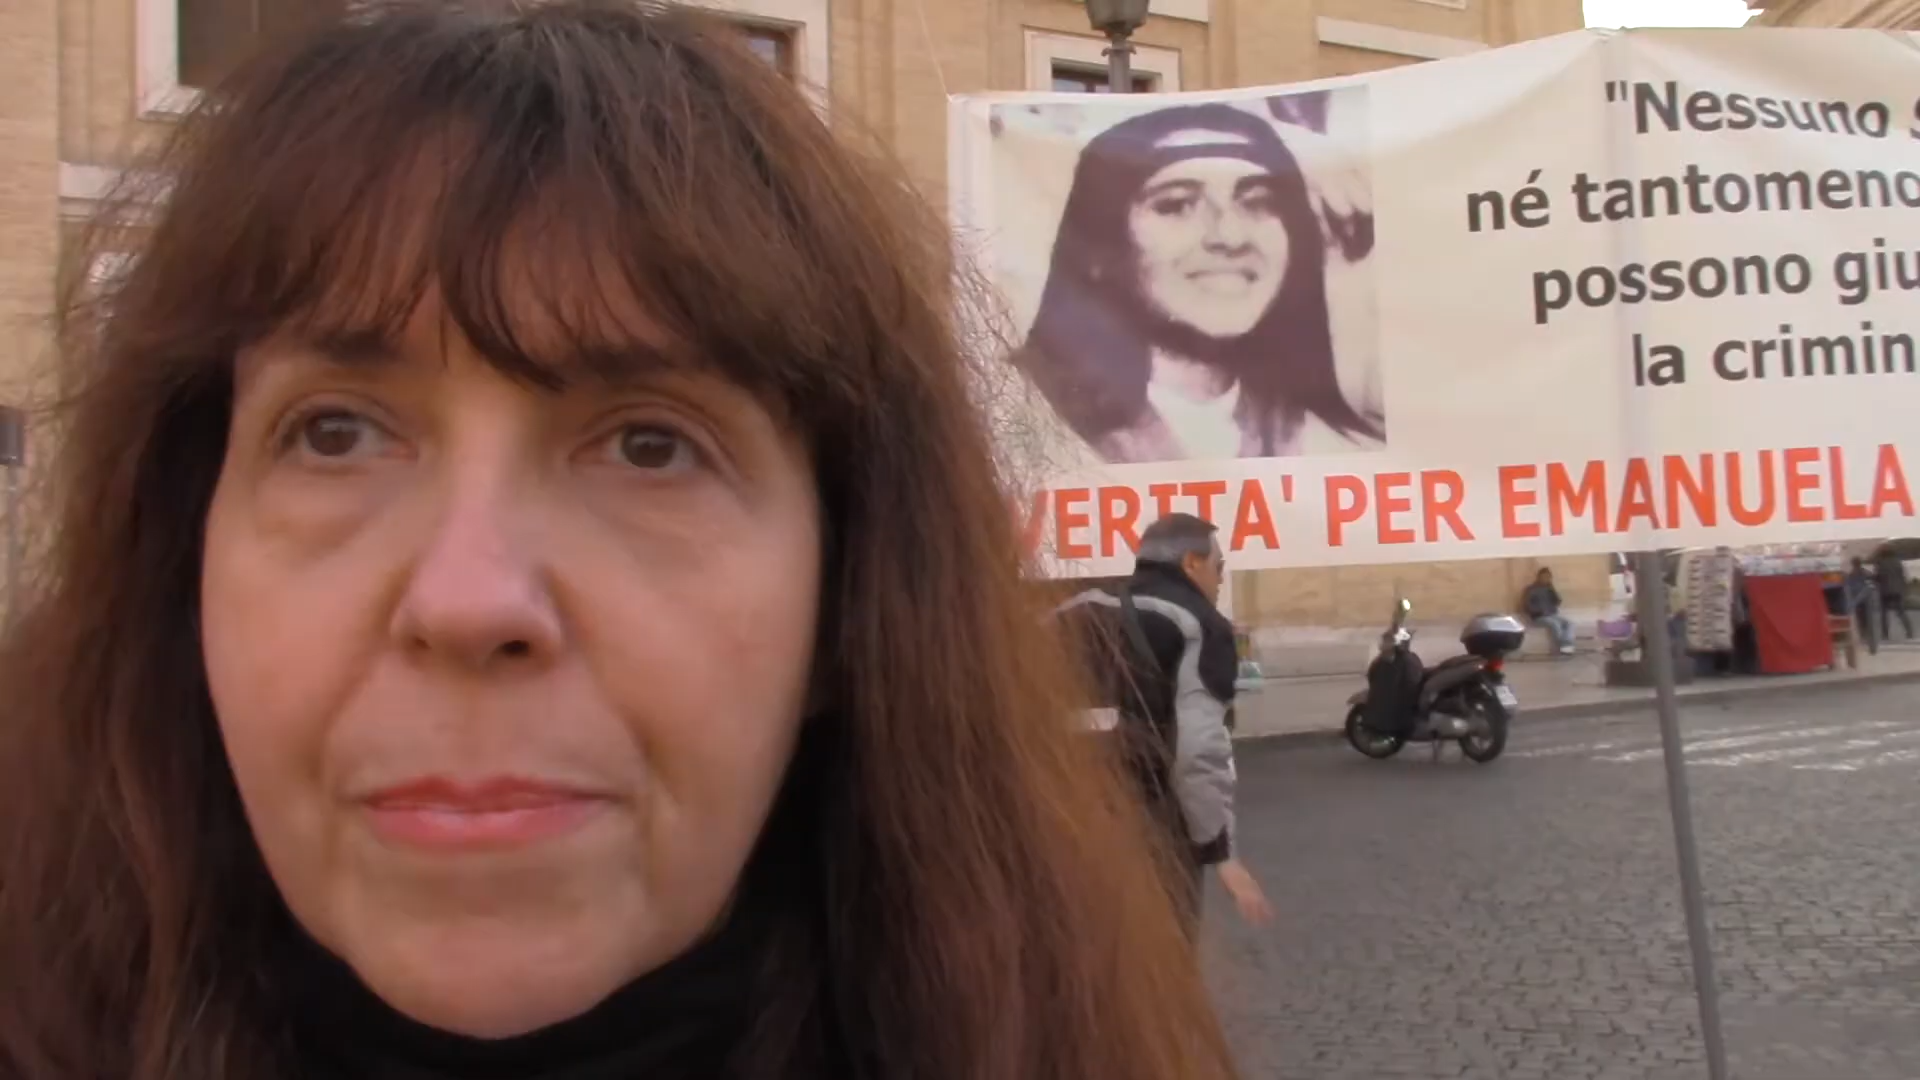 "Nessuno
né tantomeno
possono giu
la crimin
VERITA' PER EMANUELA